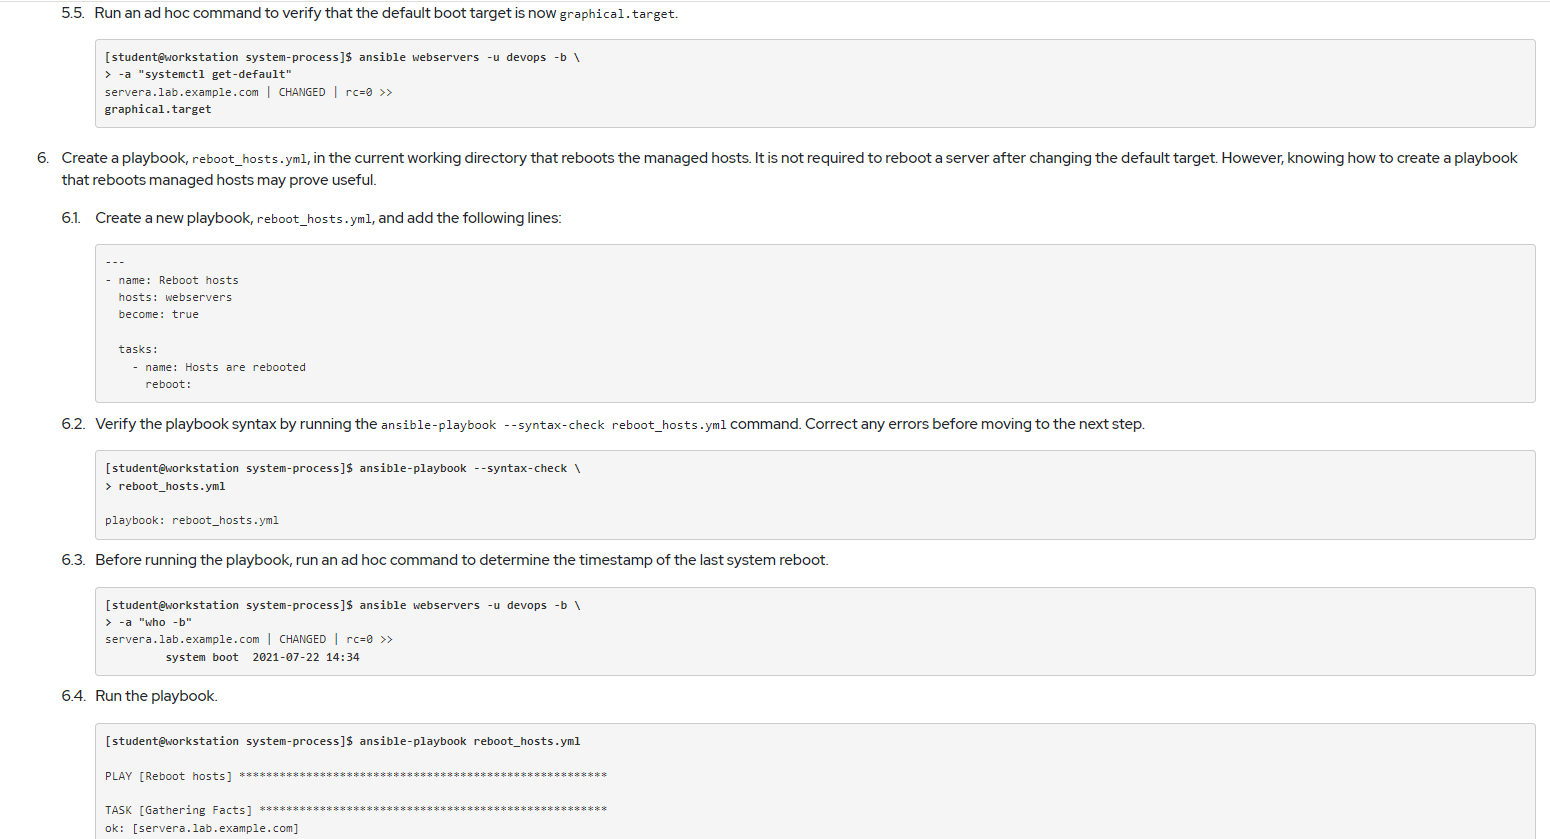 5.5. Run an ad hoc command to verify that the default boot target is now graphical.target.
[student@workstation system-process]$ ansible webservers -u devops -b \
> -a "systemctl get-default"
servera.lab.example.com | CHANGED | rc=0 >>
graphical.target
6. Create a playbook, reboot_hosts.yml, in the current working directory that reboots the managed hosts. It is not required to reboot a server after changing the default target. However, knowing how to create a playbook
that reboots managed hosts may prove useful.
6.1. Create a new playbook, reboot_hosts.yml, and add the following lines:
---
- name: Reboot hosts
  hosts: webservers
  become: true
  tasks:
    - name: Hosts are rebooted
      reboot:
6.2. Verify the playbook syntax by running the ansible-playbook --syntax-check reboot_hosts.yml command. Correct any errors before moving to the next step.
[student@workstation system-process]$ ansible-playbook --syntax-check \
> reboot_hosts.yml
playbook: reboot_hosts.yml
6.3. Before running the playbook, run an ad hoc command to determine the timestamp of the last system reboot.
[student@workstation system-process]$ ansible webservers -u devops -b \
> -a "who -b"
servera.lab.example.com | CHANGED | rc=0 >>
         system boot  2021-07-22 14:34
6.4. Run the playbook.
[student@workstation system-process]$ ansible-playbook reboot_hosts.yml
PLAY [Reboot hosts] *******************************************************
TASK [Gathering Facts] ****************************************************
ok: [servera.lab.example.com]